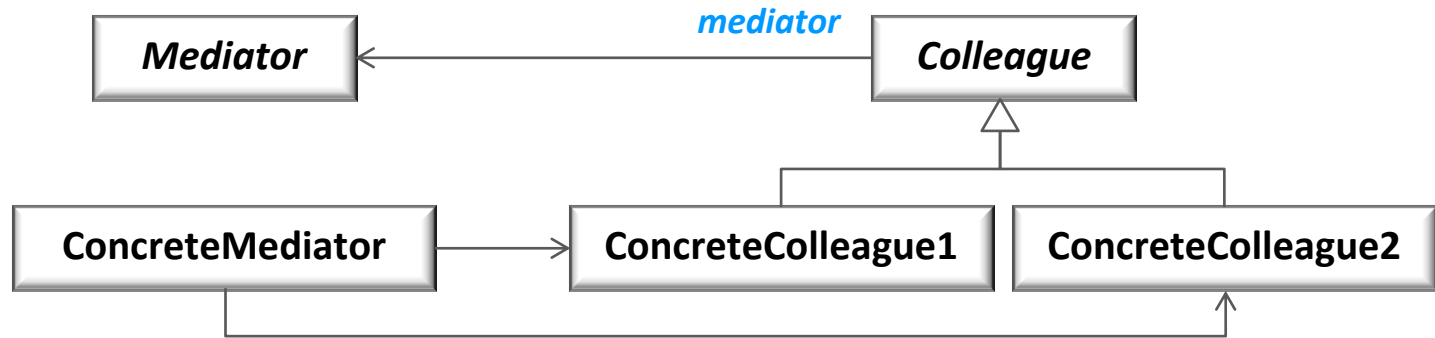 mediator
Mediator
Colleague
ConcreteMediator
ConcreteColleague1
ConcreteColleague2